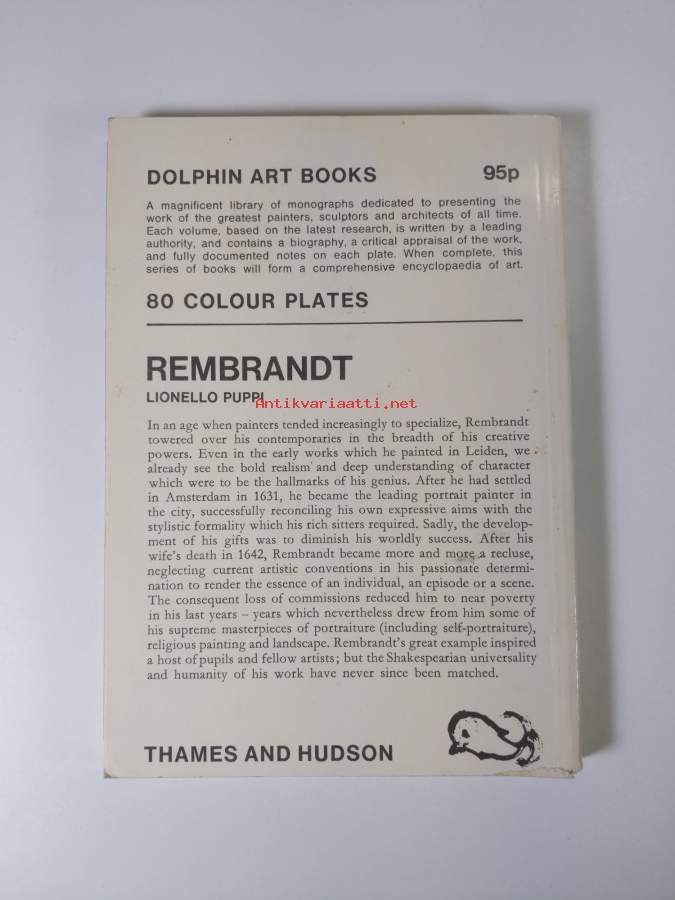 DOLPHIN ART BOOKS 95p
A magnificent library of monographs dedicated to presenting the
work of the greatest painters, sculptors and architects of all time.
Each volume, based on the latest research, is written by a leading
authority, and contains a biography, a critical appraisal of the work,
and fully documented notes on each plate. When complete, this
series of books will form a comprehensive encyclopaedia of art.
80 COLOUR PLATES
REMBRANDT
LIONELLO PUPPI
Antikvariaatti.net
In an age when painters tended increasingly to specialize, Rembrandt
towered over his contemporaries in the breadth of his creative
powers. Even in the early works which he painted in Leiden, we
already see the bold realism and deep understanding of character
which were to be the hallmarks of his genius. After he had settled
in Amsterdam in 1631, he became the leading portrait painter in
the city, successfully reconciling his own expressive aims with the
stylistic formality which his rich sitters required. Sadly, the develop-
ment of his gifts was to diminish his worldly success. After his
wife's death in 1642, Rembrandt became more and more a recluse,
neglecting current artistic conventions in his passionate determi-
nation to render the essence of an individual, an episode or a scene.
The consequent loss of commissions reduced him to near poverty
in his last years – years which nevertheless drew from him some of
his supreme masterpieces of portraiture (including self-portraiture),
religious painting and landscape. Rembrandt's great example inspired
a host of pupils and fellow artists; but the Shakespearian universality
and humanity of his work have never since been matched.
THAMES AND HUDSON